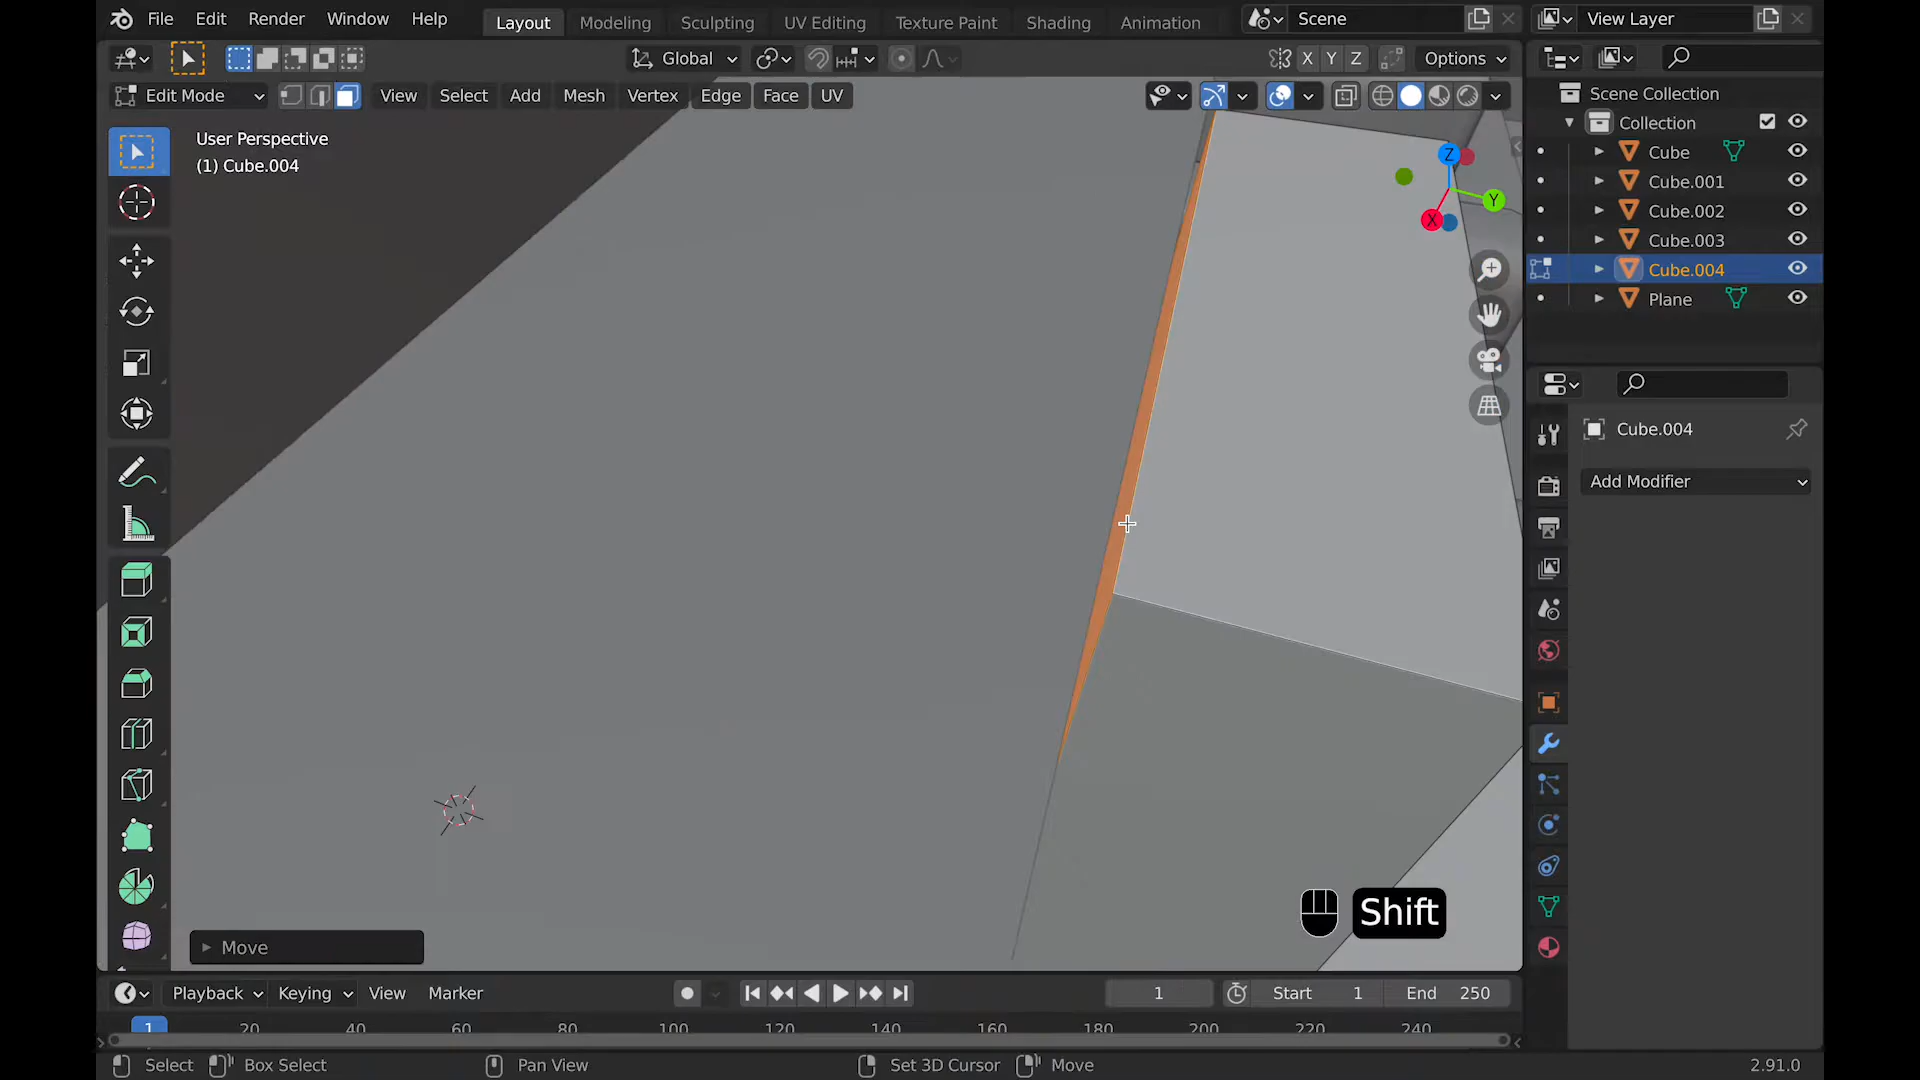 File Edit Render Window Help Layout Modeling Sculpting UV Editing Texture Paint Shading Animation Scene View Layer
Global X Y Z Options
Edit Mode View Select Add Mesh Vertex Edge Face UV
Scene Collection
Collection
Cube
Cube.001
Cube.002
Cube.003
Cube.004
Plane
User Perspective
(1) Cube.004
Z
Y
X
Cube.004
Add Modifier
Shift
Move
Playback Keying View Marker 1 Start 1 End 250
1 20 40 60 80 100 120 140 160 180 200 220 240
Select Box Select Pan View Set 3D Cursor Move 2.91.0